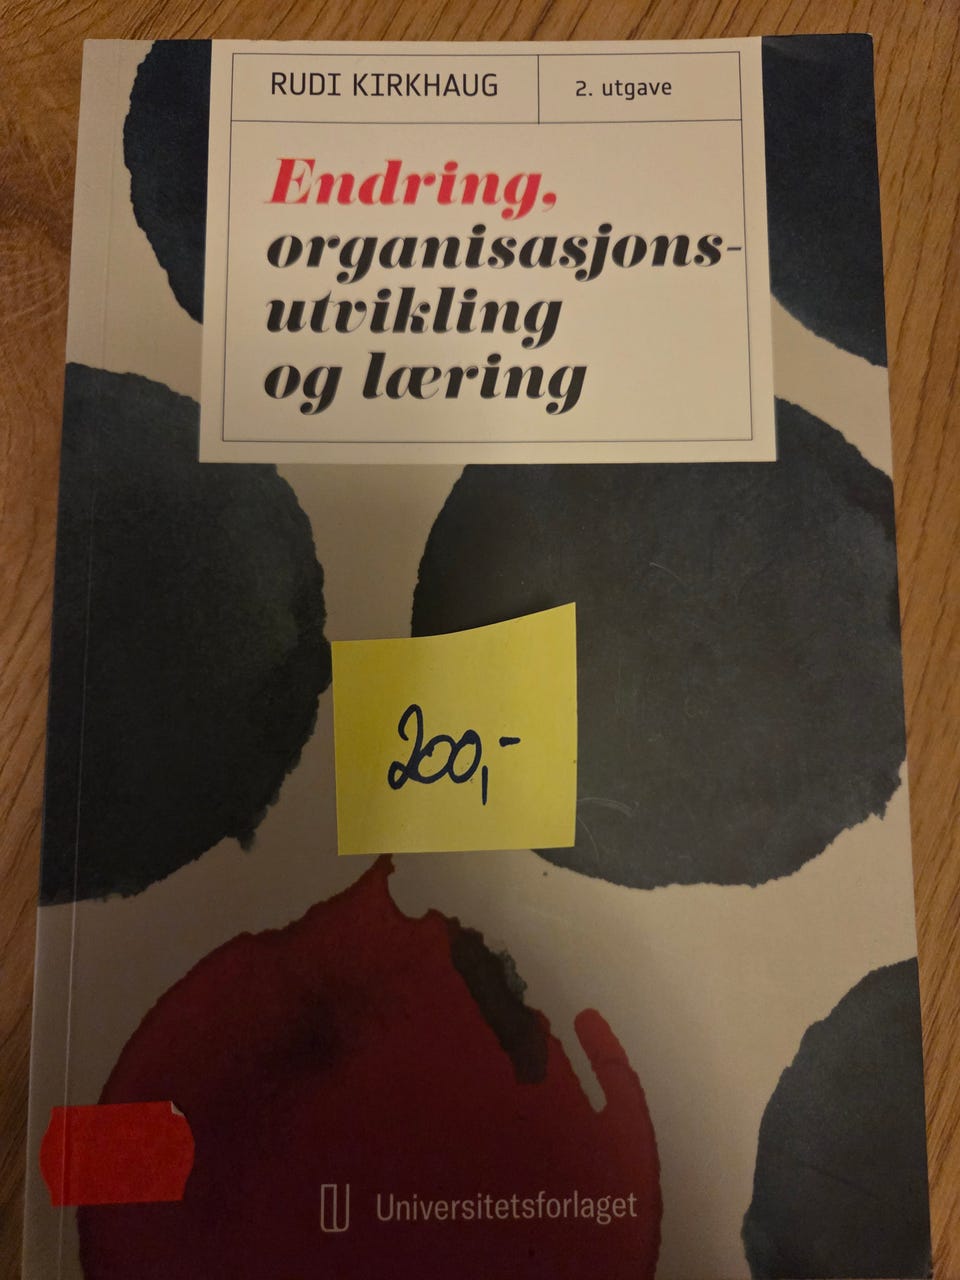 RUDI KIRKHAUG
2. utgave
Endring,
organisasjons-
utvikling
og læring
200,-
Universitetsforlaget